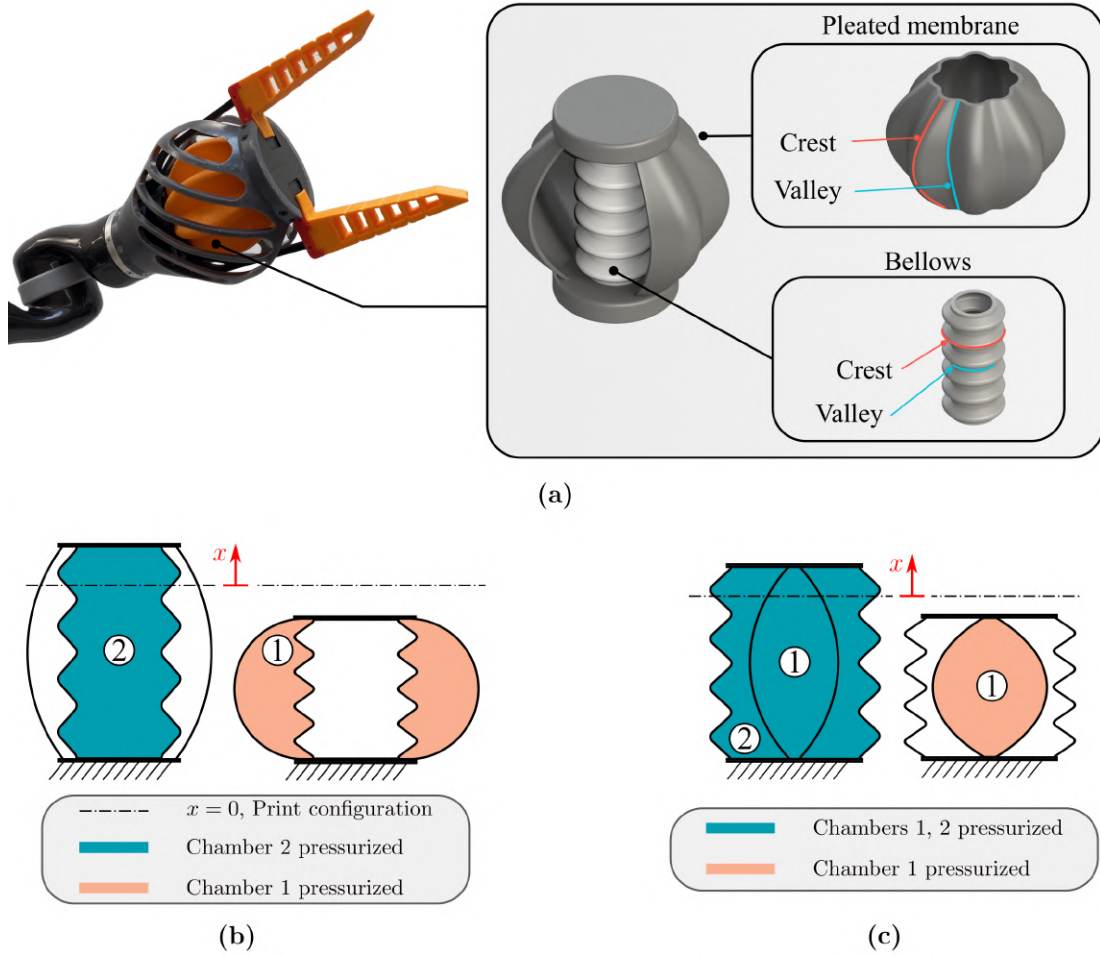 Pleated membrane
Crest
Valley
Bellows
Crest
Valley
(a)
x
2
1
x = 0, Print configuration
Chamber 2 pressurized
Chamber 1 pressurized
(b)
x
1
2
1
Chambers 1, 2 pressurized
Chamber 1 pressurized
(c)